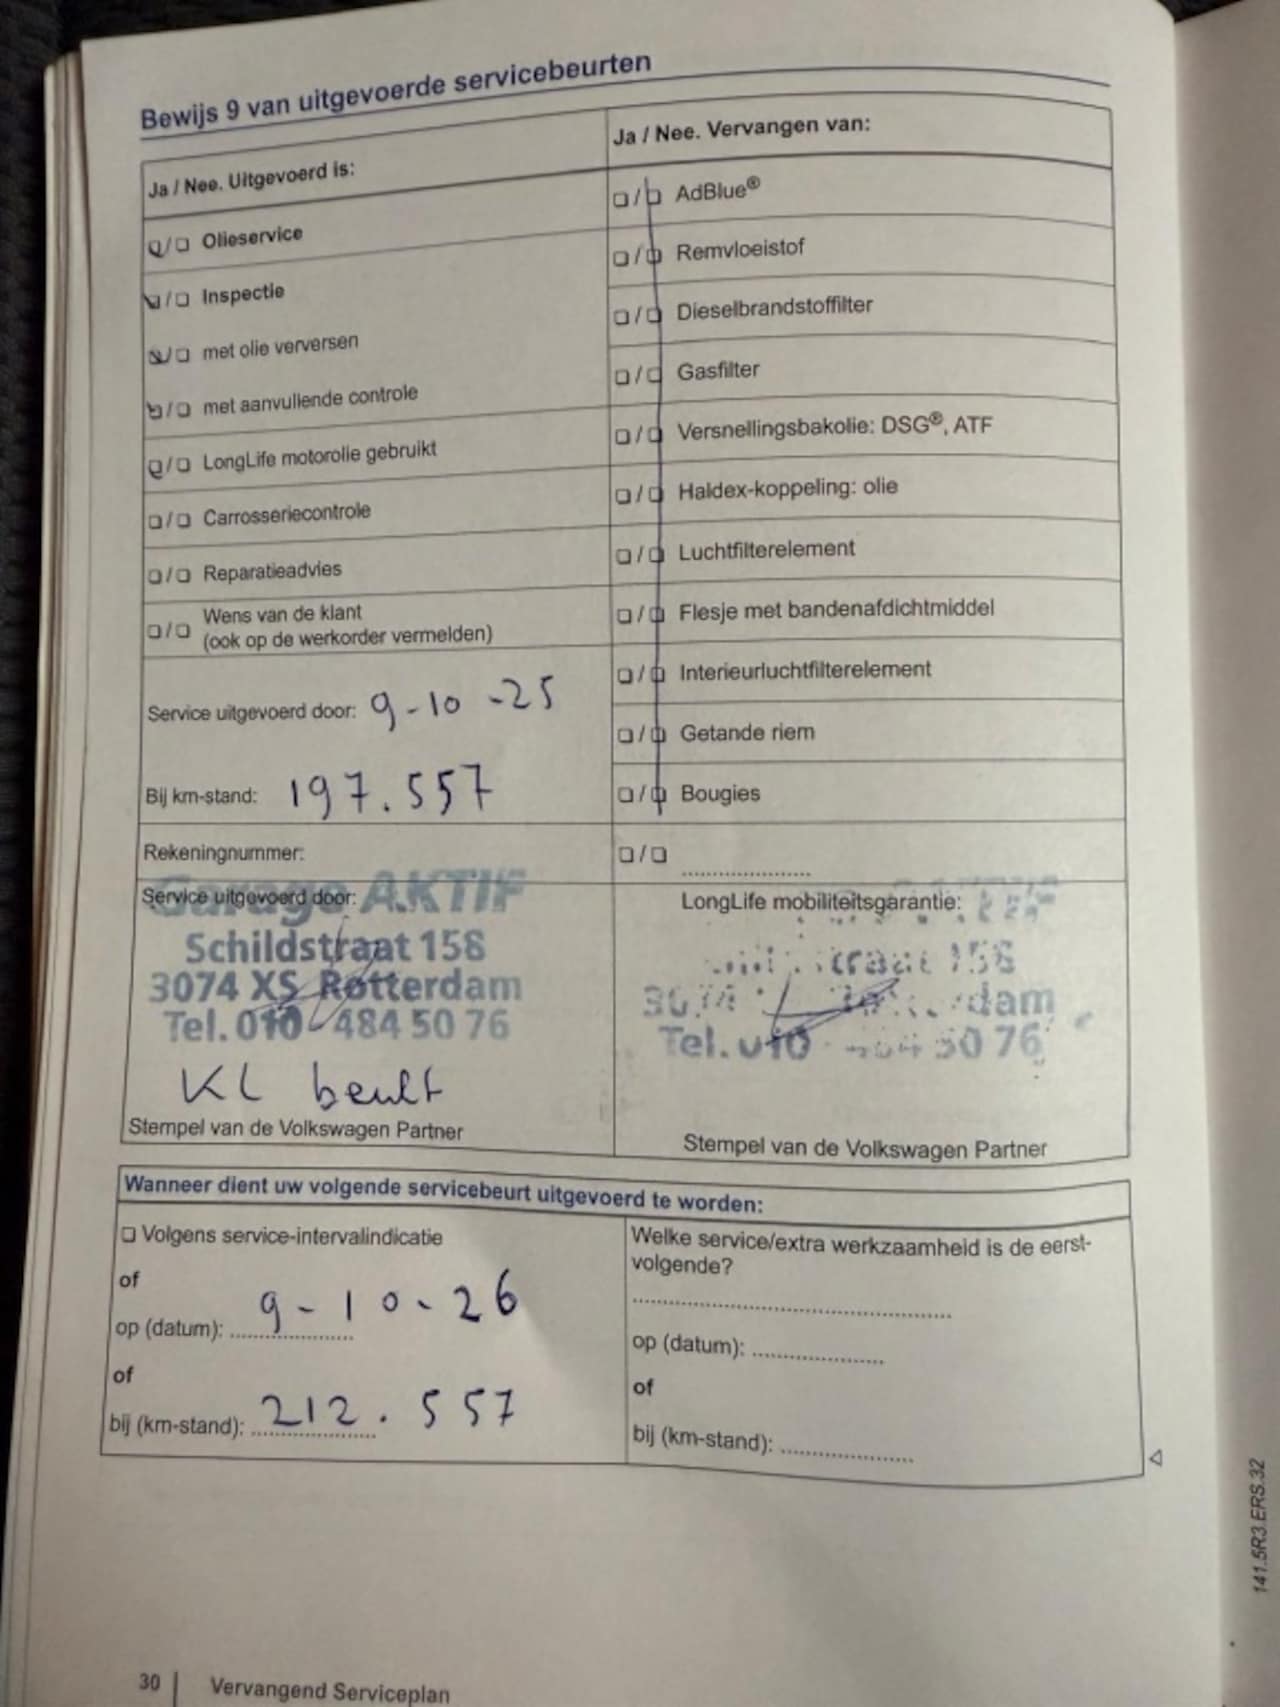 Bewijs 9 van uitgevoerde servicebeurten
Ja / Nee. Uitgevoerd is:
❏/❏ Olieservice
❏/❏ Inspectie
❏/❏ met olie verversen
❏/❏ met aanvullende controle
❏/❏ LongLife motorolie gebruikt
❏/❏ Carrosseriecontrole
❏/❏ Reparatieadvies
❏/❏ Wens van de klant
(ook op de werkorder vermelden)
Service uitgevoerd door: 9-10-25
Bij km-stand: 197.557
Rekeningnummer:
Ja / Nee. Vervangen van:
❏/❏ AdBlue®
❏/❏ Remvloeistof
❏/❏ Dieselbrandstoffilter
❏/❏ Gasfilter
❏/❏ Versnellingsbakolie: DSG®, ATF
❏/❏ Haldex-koppeling: olie
❏/❏ Luchtfilterelement
❏/❏ Flesje met bandenafdichtmiddel
❏/❏ Interieurluchtfilterelement
❏/❏ Getande riem
❏/❏ Bougies
❏/❏ ....................
Service uitgevoerd door:
Garage AKTIF
Schildstraat 158
3074 XS Rotterdam
Tel. 010 - 484 50 76
KL beurt
Stempel van de Volkswagen Partner
LongLife mobiliteitsgarantie:
Tel. 010 50 76
Stempel van de Volkswagen Partner
Wanneer dient uw volgende servicebeurt uitgevoerd te worden:
❏ Volgens service-intervalindicatie
of
op (datum): 9-10-26
of
bij (km-stand): 212.557
Welke service/extra werkzaamheid is de eerst-
volgende?
..................................................
op (datum): ....................
of
bij (km-stand): ....................
141.5R3.ERS.32
30 | Vervangend Serviceplan